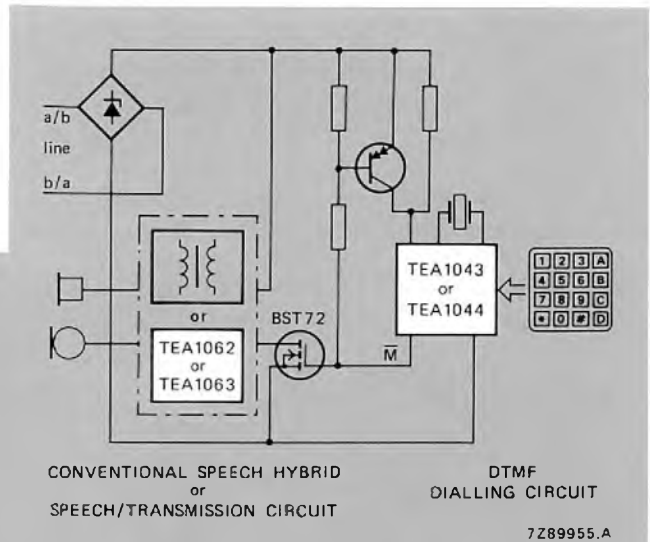 a/b
line
b/a
or
TEA1062
or
TEA1063
BST72
M
TEA1043
or
TEA1044
1 2 3 A
4 5 6 B
7 8 9 C
* 0 # D
CONVENTIONAL SPEECH HYBRID
or
SPEECH/TRANSMISSION CIRCUIT
DTMF
DIALLING CIRCUIT
7Z89955.A